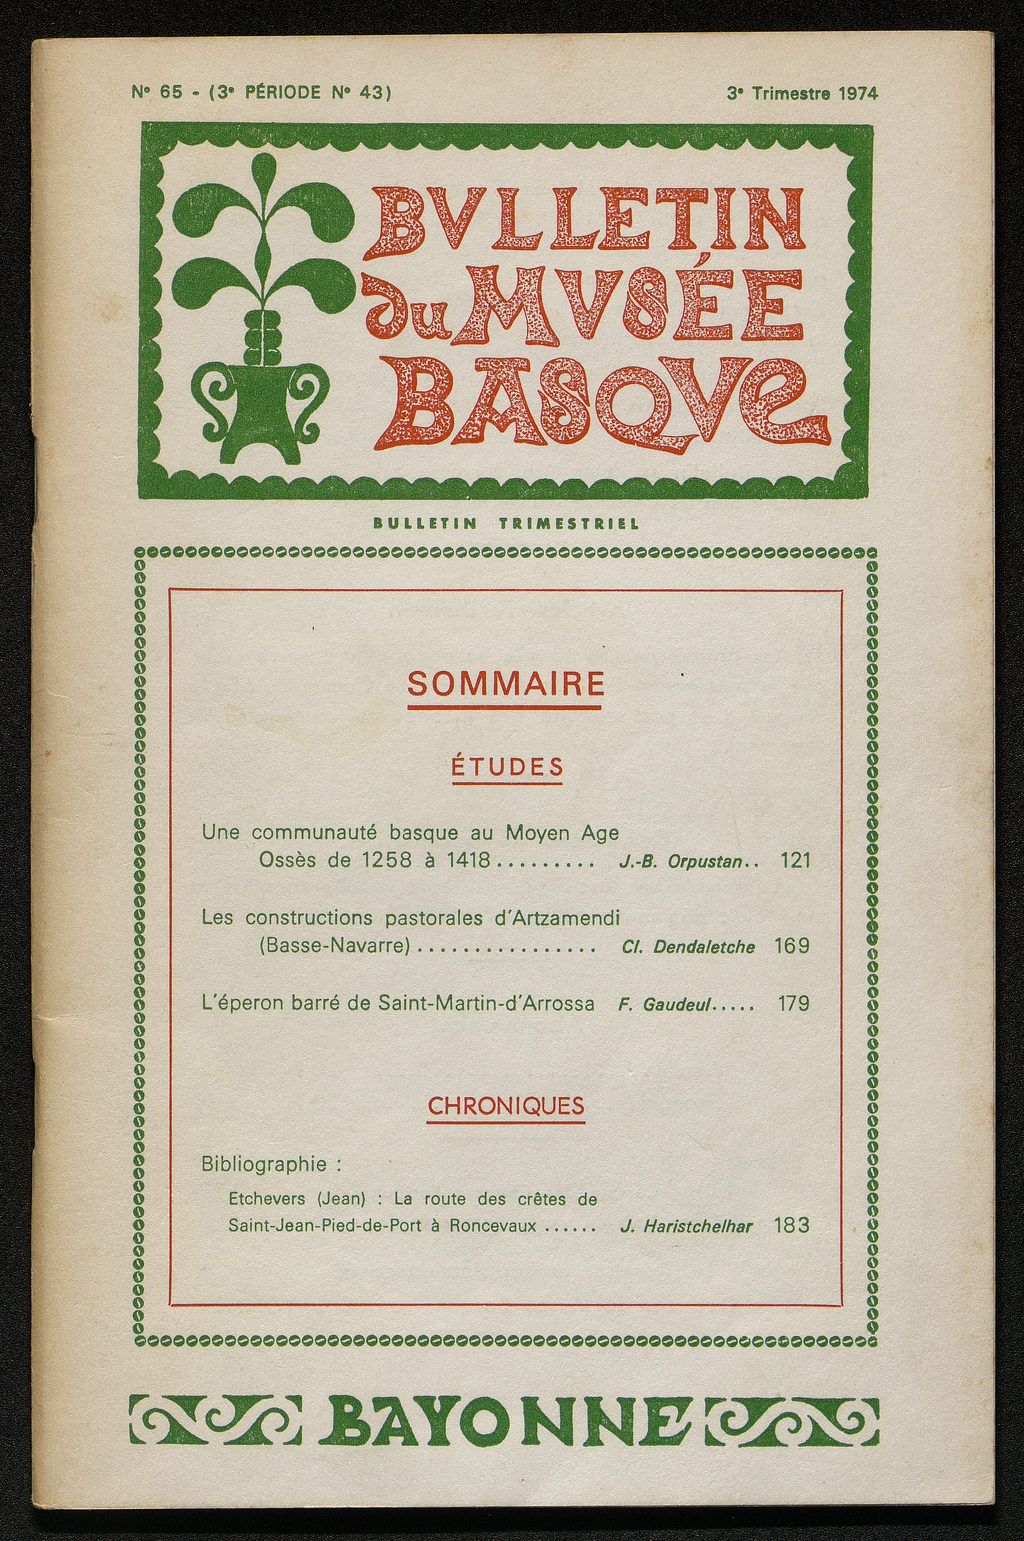 Nº 65 - (3ᵉ PÉRIODE Nº 43)
3ᵉ Trimestre 1974
BVLLETIN
du MVSÉE
BASQVE
BULLETIN TRIMESTRIEL
SOMMAIRE
ÉTUDES
Une communauté basque au Moyen Age
Ossès de 1258 à 1418......... J.-B. Orpustan.. 121
Les constructions pastorales d'Artzamendi
(Basse-Navarre)................ Cl. Dendaletche 169
L'éperon barré de Saint-Martin-d'Arrossa F. Gaudeul..... 179
CHRONIQUES
Bibliographie :
Etchevers (Jean) : La route des crêtes de
Saint-Jean-Pied-de-Port à Roncevaux ...... J. Haristchelhar 183
BAYONNE